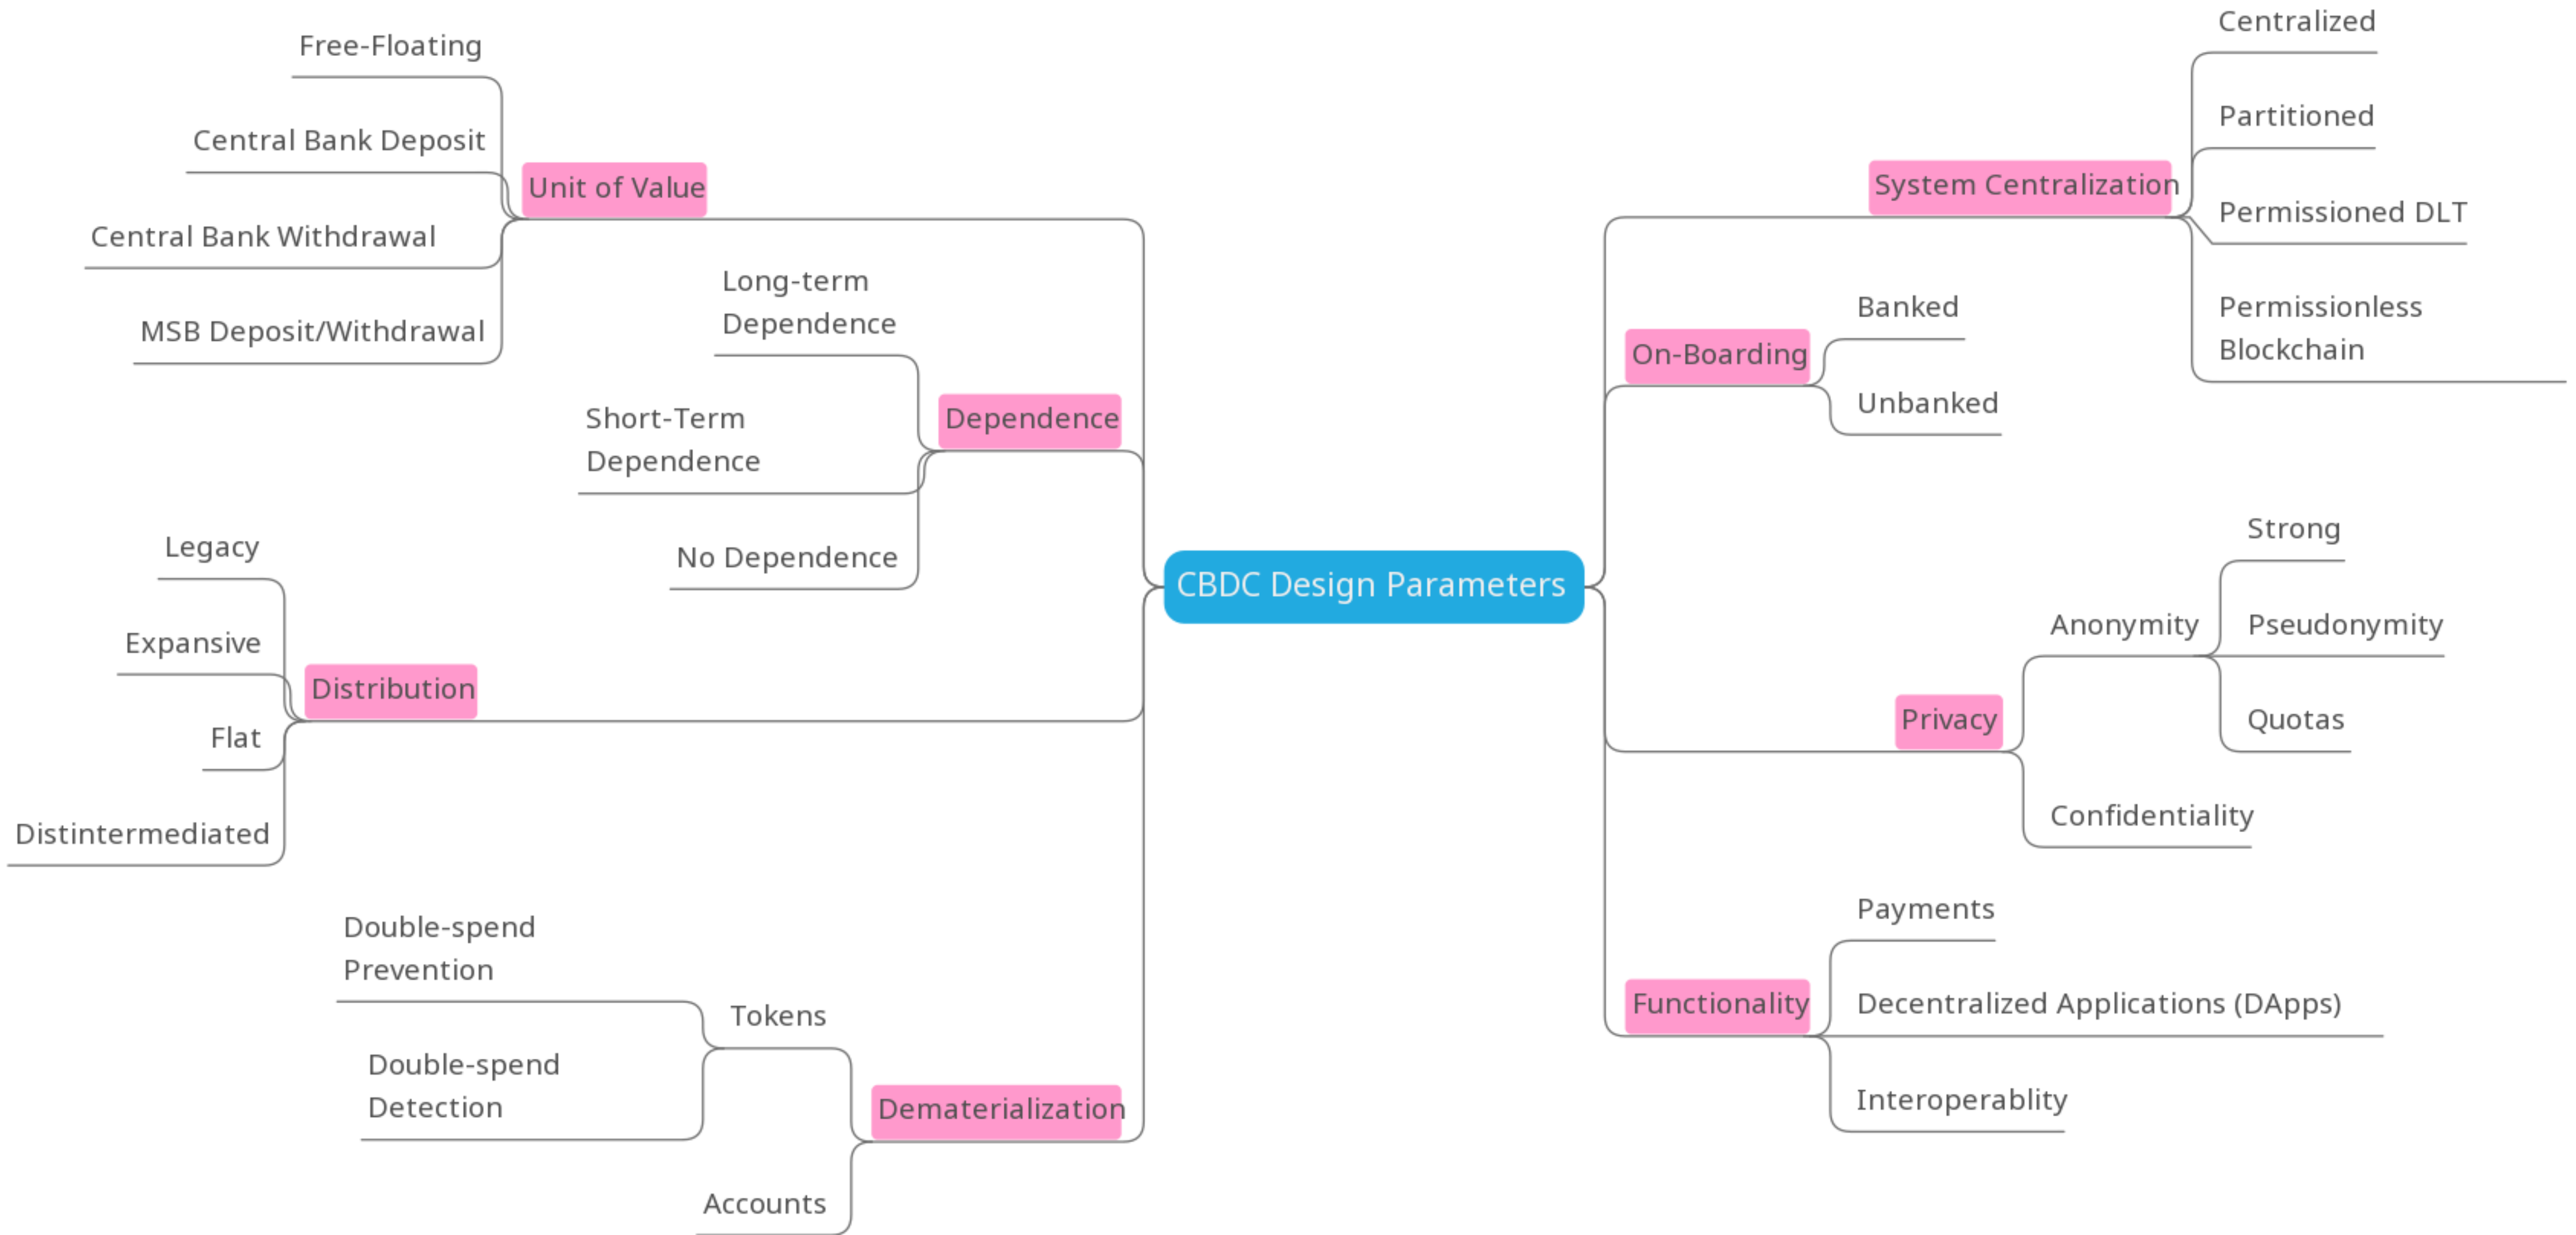 CBDC Design Parameters
Unit of Value
Free-Floating
Central Bank Deposit
Central Bank Withdrawal
MSB Deposit/Withdrawal
Dependence
Long-term
Dependence
Short-Term
Dependence
No Dependence
Distribution
Legacy
Expansive
Flat
Distintermediated
Dematerialization
Tokens
Double-spend
Prevention
Double-spend
Detection
Accounts
System Centralization
Centralized
Partitioned
Permissioned DLT
Permissionless
Blockchain
On-Boarding
Banked
Unbanked
Privacy
Anonymity
Strong
Pseudonymity
Quotas
Confidentiality
Functionality
Payments
Decentralized Applications (DApps)
Interoperablity